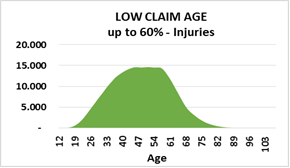 LOW CLAIM AGE
up to 60% - Injuries
20.000
15.000
10.000
5.000
-
12 19 26 33 40 47 54 61 68 75 82 89 96 103
Age